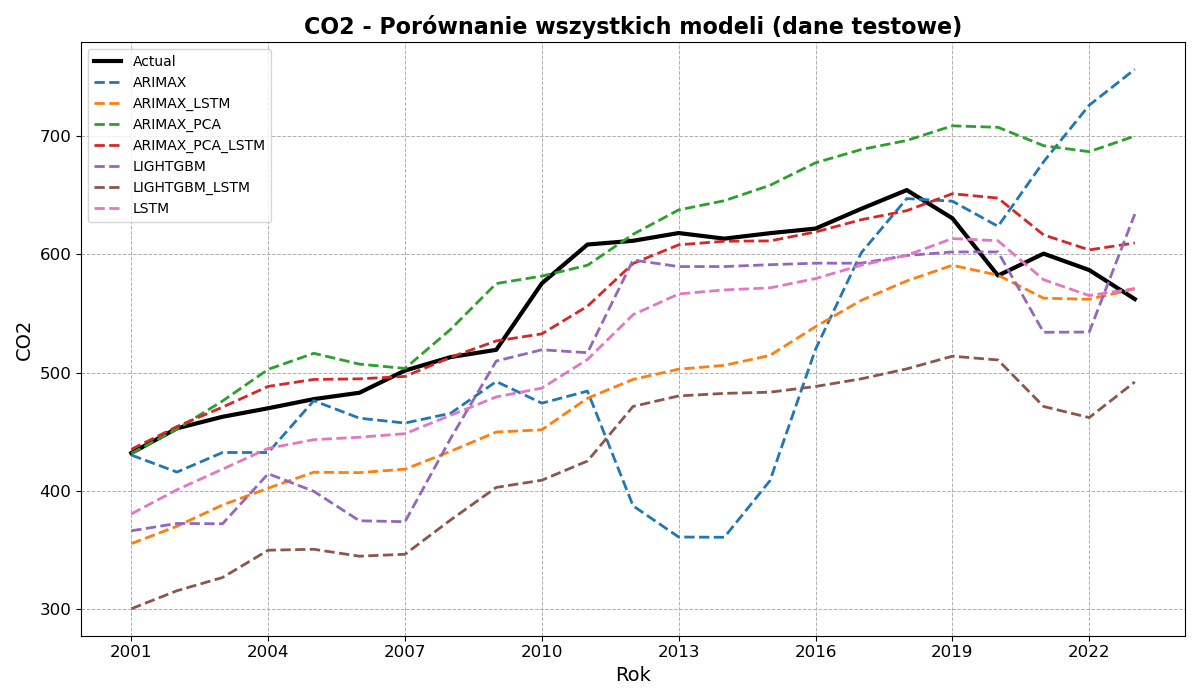 CO2 - Porównanie wszystkich modeli (dane testowe)
Actual
ARIMAX
ARIMAX_LSTM
ARIMAX_PCA
ARIMAX_PCA_LSTM
LIGHTGBM
LIGHTGBM_LSTM
LSTM
CO2
700
600
500
400
300
2001 2004 2007 2010 2013 2016 2019 2022
Rok